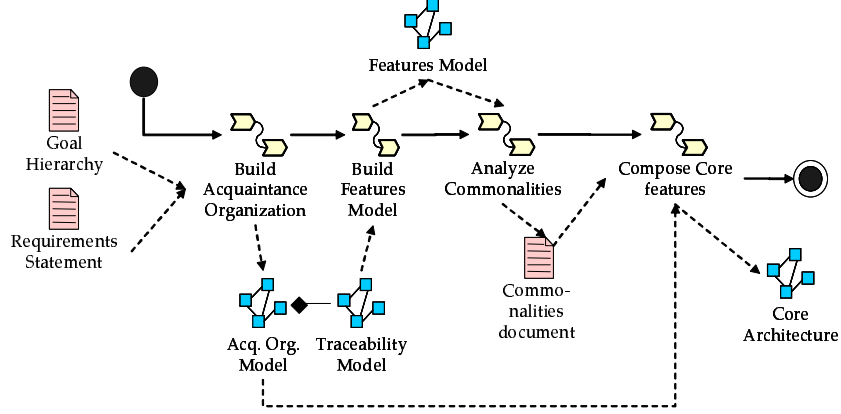 Features Model
Goal
Hierarchy
Requirements
Statement
Build
Acquaintance
Organization
Build
Features
Model
Analyze
Commonalities
Compose Core
features
Acq. Org.
Model
Traceability
Model
Commo-
nalities
document
Core
Architecture